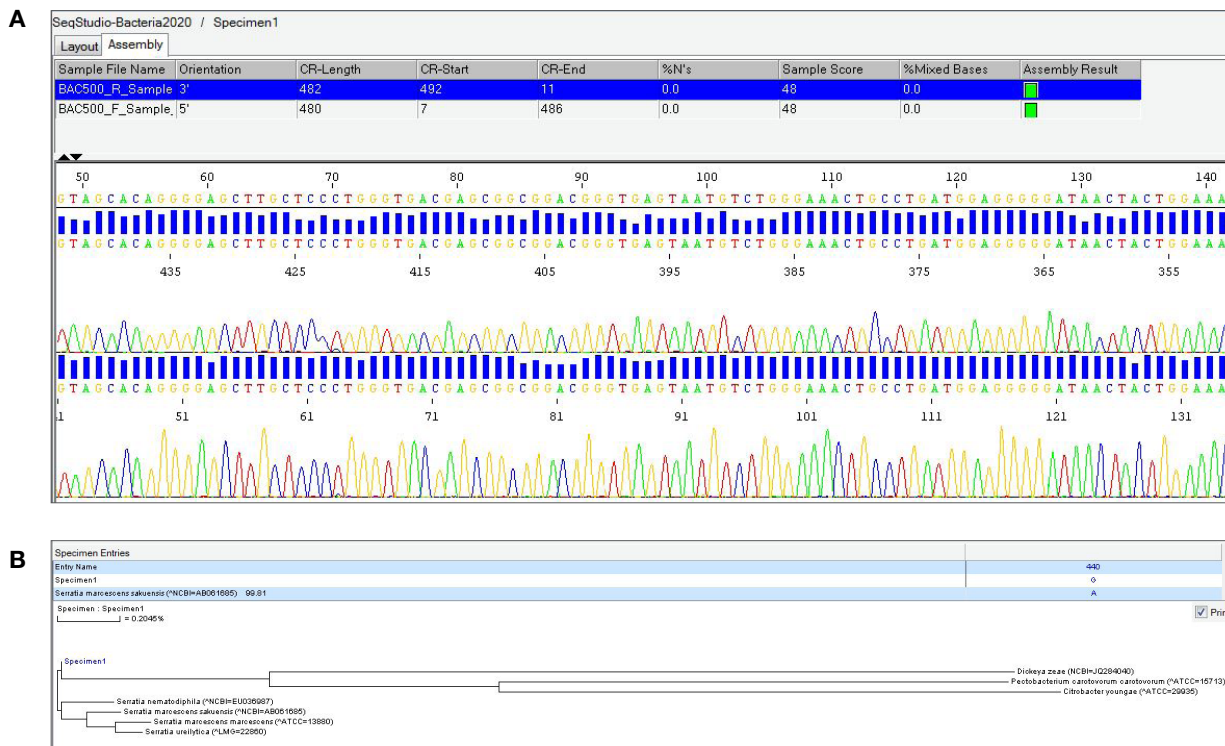 A
SeqStudio-Bacteria2020 / Specimen1
Layout Assembly
Sample File Name Orientation CR-Length CR-Start CR-End %N's Sample Score %Mixed Bases Assembly Result
BAC500_R_Sample 3' 482 492 11 0.0 48 0.0
BAC500_F_Sample_ 5' 480 7 486 0.0 48 0.0
50 60 70 80 90 100 110 120 130 140
GTAGCACAGGGGAGCTTGCTCCCTGGGTGACGAGCGGCGGACGGGTGAGTAATGTCTGGGAAACTGCCTGATGGAGGGGGATAACTACTGGAAA
GTAGCACAGGGGAGCTTGCTCCCTGGGTGACGAGCGGCGGACGGGTGAGTAATGTCTGGGAAACTGCCTGATGGAGGGGGATAACTACTGGAAA
435 425 415 405 395 385 375 365 355
GTAGCACAGGGGAGCTTGCTCCCTGGGTGACGAGCGGCGGACGGGTGAGTAATGTCTGGGAAACTGCCTGATGGAGGGGGATAACTACTGGAAA
51 61 71 81 91 101 111 121 131
B
Specimen Entries
Entry Name 440
Specimen1 G
Serratia marcescens sakuensis (^NCBI=AB061685) 99.81 A
Specimen : Specimen1
= 0.2045%
Prin
Specimen1
Dickeya zeae (NCBI=JQ284040)
Pectobacterium carotovorum carotovorum (^ATCC=15713)
Citrobacter youngae (^ATCC=29935)
Serratia nematodiphila (^NCBI=EU036987)
Serratia marcescens sakuensis (^NCBI=AB061685)
Serratia marcescens marcescens (^ATCC=13880)
Serratia ureilytica (^LMG=22860)